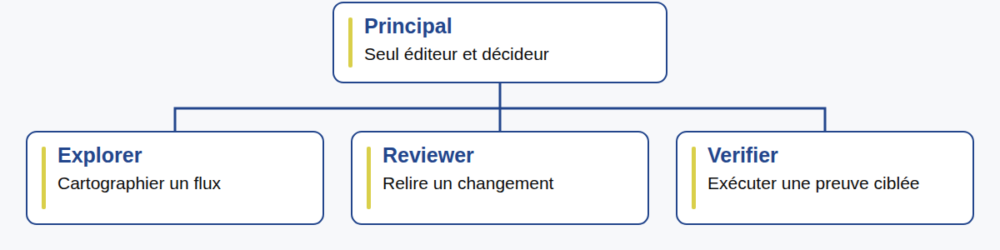 Principal
Seul éditeur et décideur
Explorer
Cartographier un flux
Reviewer
Relire un changement
Verifier
Exécuter une preuve ciblée